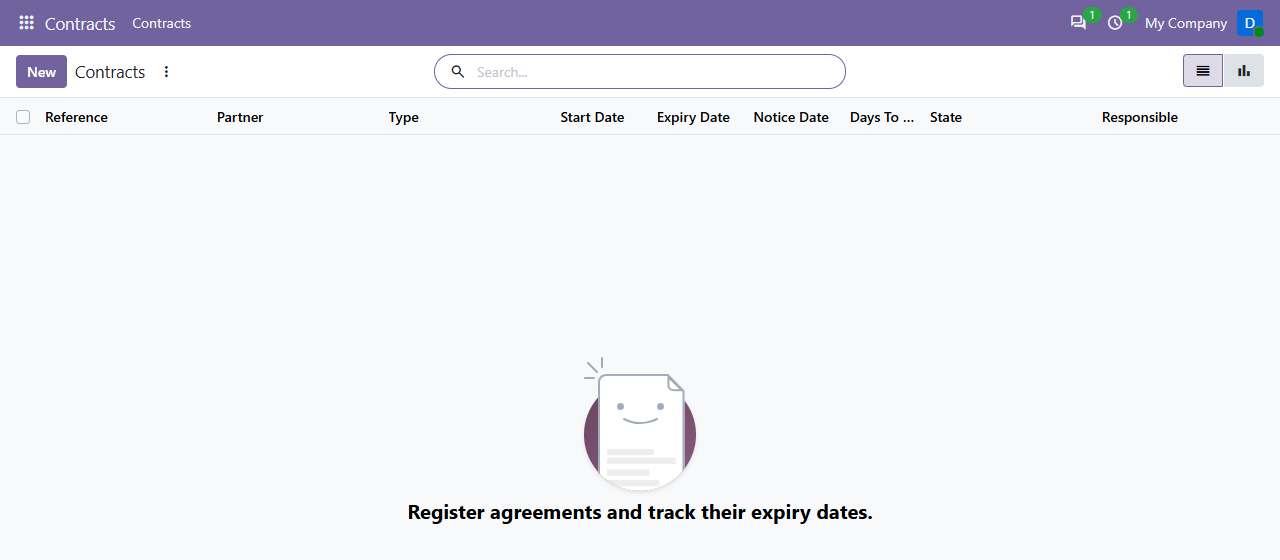 Contracts Contracts 1 1 My Company D
New Contracts Search...
Reference Partner Type Start Date Expiry Date Notice Date Days To ... State Responsible
Register agreements and track their expiry dates.